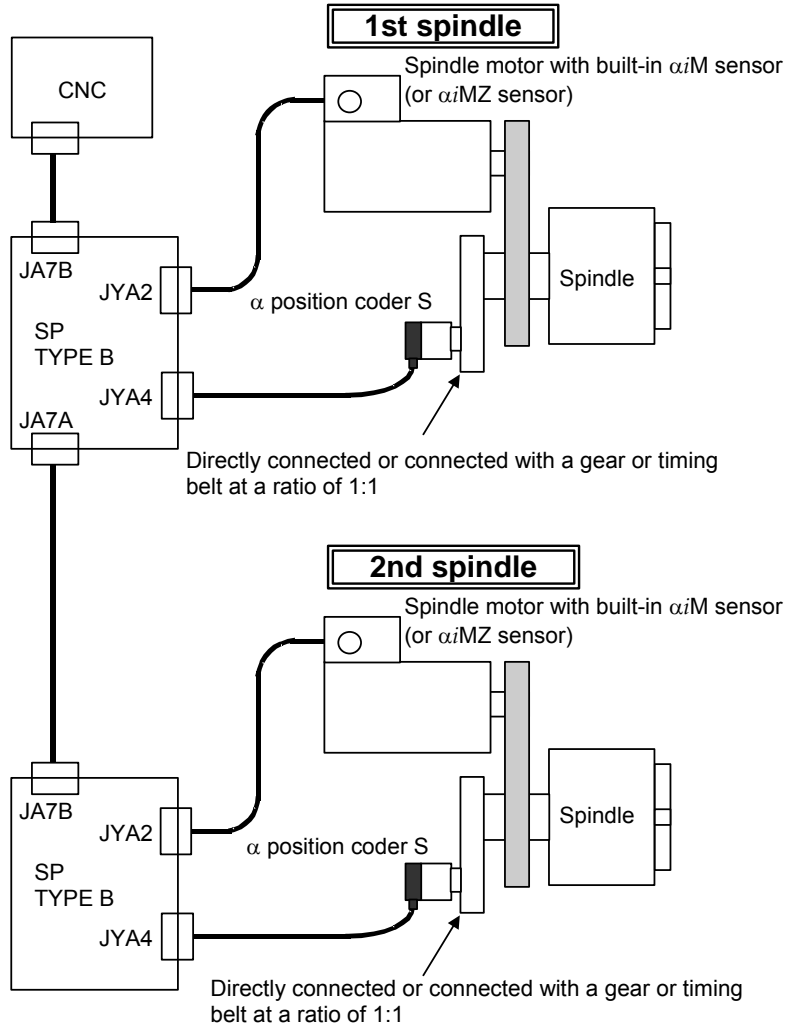 1st spindle
Spindle motor with built-in αiM sensor
(or αiMZ sensor)
CNC
JA7B
JYA2
α position coder S
Spindle
SP
TYPE B
JYA4
JA7A
Directly connected or connected with a gear or timing
belt at a ratio of 1:1
2nd spindle
Spindle motor with built-in αiM sensor
(or αiMZ sensor)
JA7B
JYA2
α position coder S
Spindle
SP
TYPE B
JYA4
Directly connected or connected with a gear or timing
belt at a ratio of 1:1